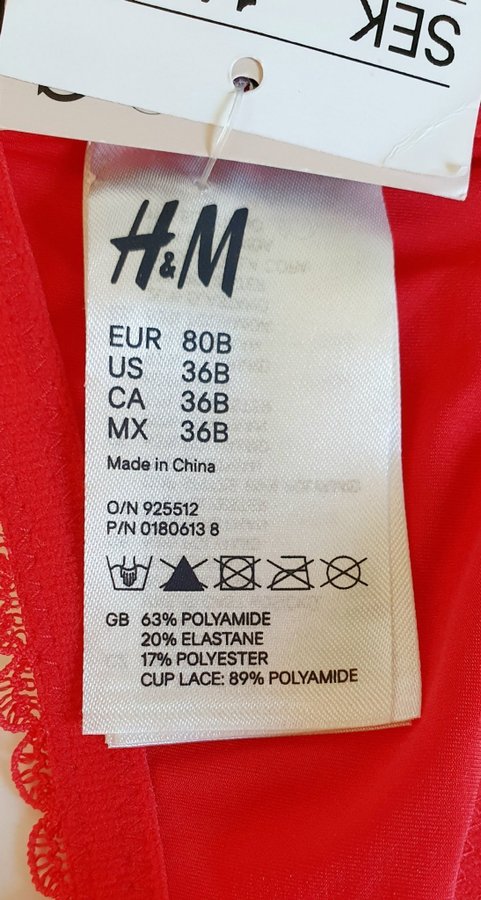 SEK
H&M
EUR 80B
US 36B
CA 36B
MX 36B
Made in China
O/N 925512
P/N 0180613 8
GB 63% POLYAMIDE
20% ELASTANE
17% POLYESTER
CUP LACE: 89% POLYAMIDE